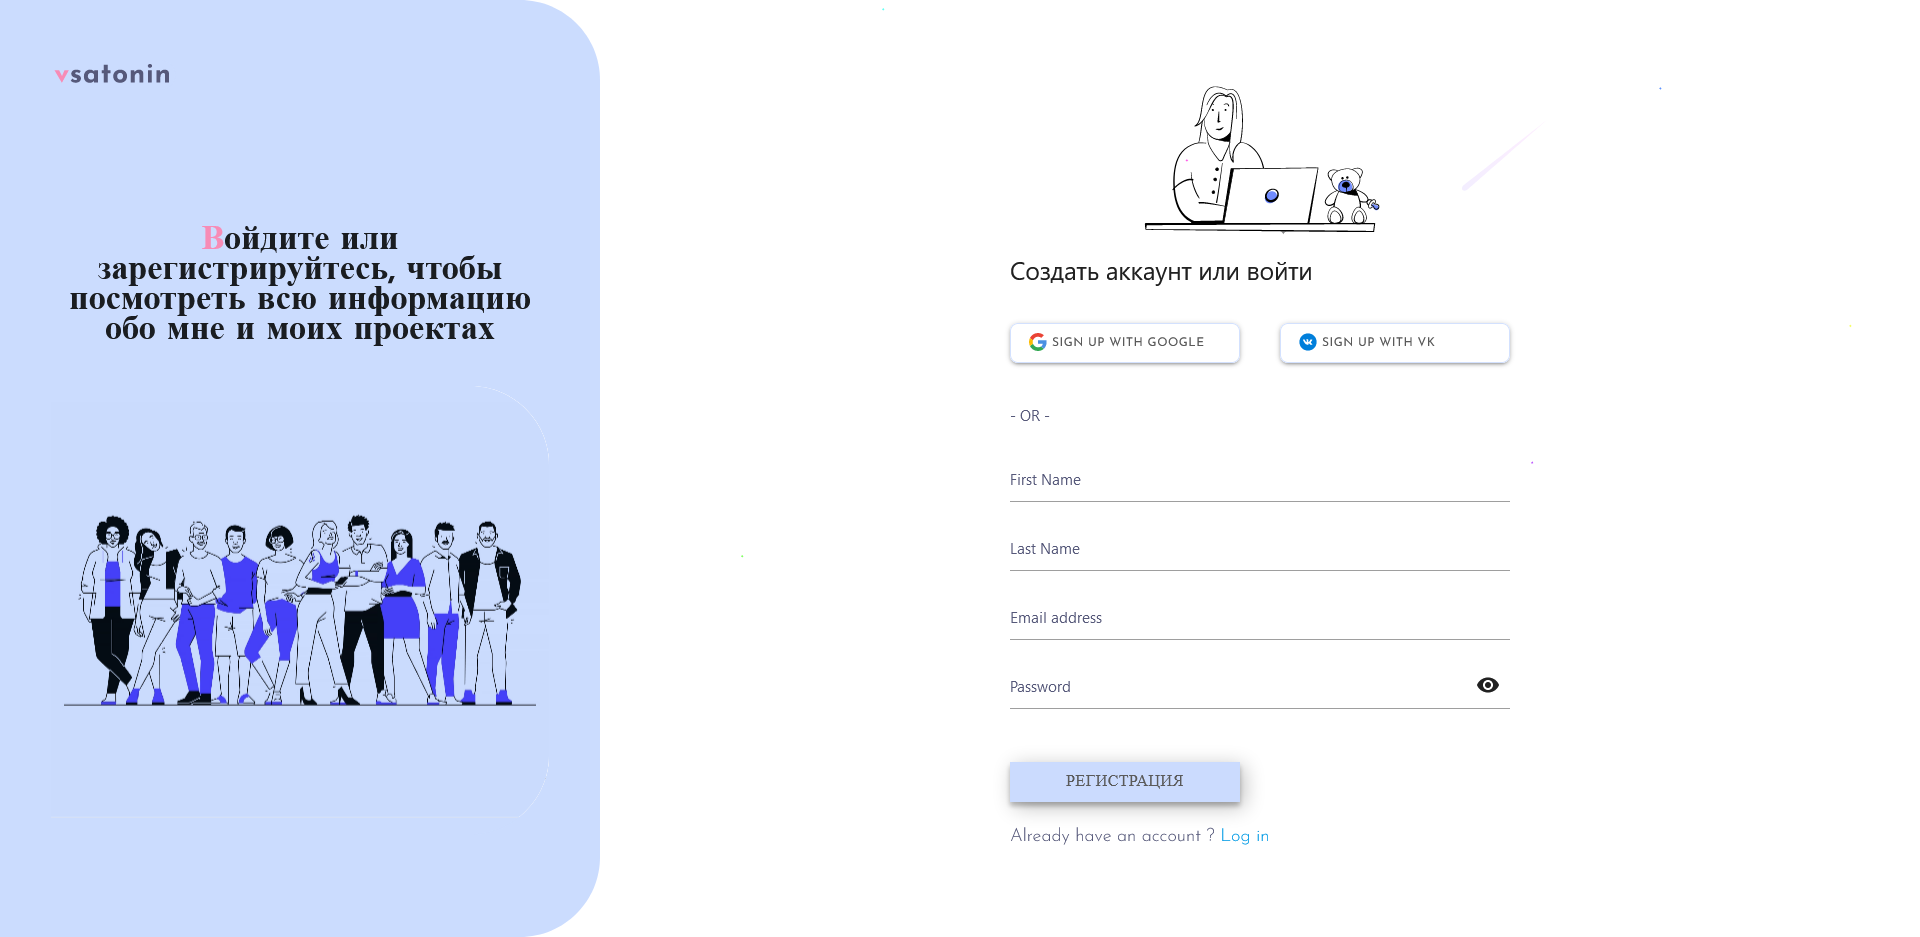 vsatonin
Войдите или
зарегистрируйтесь, чтобы
посмотреть всю информацию
обо мне и моих проектах
Создать аккаунт или войти
SIGN UP WITH GOOGLE
SIGN UP WITH VK
- OR -
First Name
Last Name
Email address
Password
РЕГИСТРАЦИЯ
Already have an account ? Log in